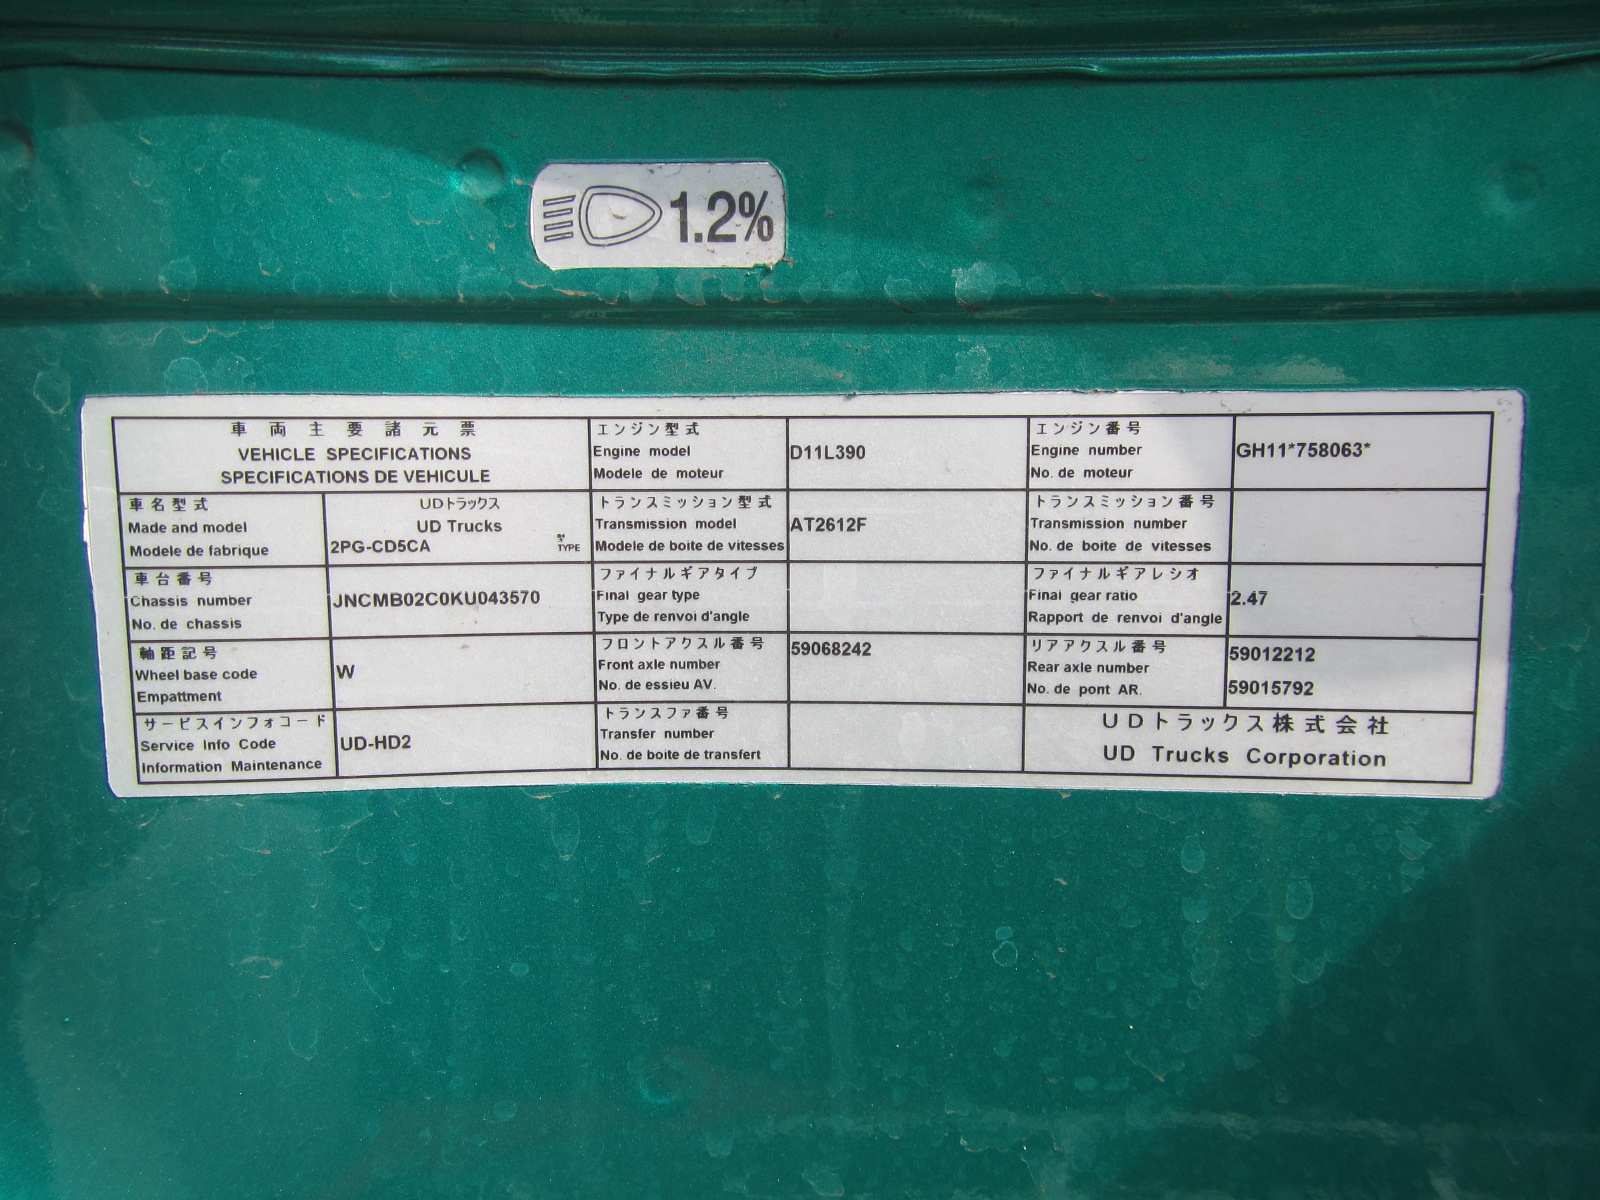 1.2%
車両主要諸元票
VEHICLE SPECIFICATIONS
SPECIFICATIONS DE VEHICULE
エンジン型式
Engine model
Modele de moteur
D11L390
エンジン番号
Engine number
No. de moteur
GH11*758063*
車名型式
Made and model
Modele de fabrique
UDトラックス
UD Trucks
2PG-CD5CA
型
TYPE
トランスミッション型式
Transmission model
Modele de boite de vitesses
AT2612F
トランスミッション番号
Transmission number
No. de boite de vitesses
車台番号
Chassis number
No. de chassis
JNCMB02C0KU043570
ファイナルギアタイプ
Final gear type
Type de renvoi d'angle
ファイナルギアレシオ
Final gear ratio
Rapport de renvoi d'angle
2.47
軸距記号
Wheel base code
Empattment
W
フロントアクスル番号
Front axle number
No. de essieu AV.
59068242
リアアクスル番号
Rear axle number
No. de pont AR.
59012212
59015792
サービスインフォコード
Service Info Code
Information Maintenance
UD-HD2
トランスファ番号
Transfer number
No. de boite de transfert
UDトラックス株式会社
UD Trucks Corporation